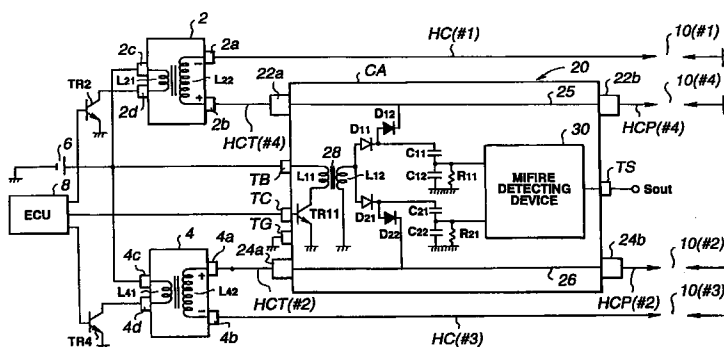 2
2c
2a
HC(#1)
10(#1)
L21
L22
CA
20
10(#4)
TR2
2d
22a
22b
2b
HCT(#4)
D12
25
HCP(#4)
6
28
D11
C11
30
8
TB
L11
L12
C12
R11
MIFIRE
DETECTING
DEVICE
TS
Sout
ECU
TC
TR11
D21
C21
4
TG
D22
C22
R21
4c
4a
24a
24b
10(#2)
L41
L42
HCT(#2)
26
HCP(#2)
10(#3)
4d
4b
HC(#3)
TR4